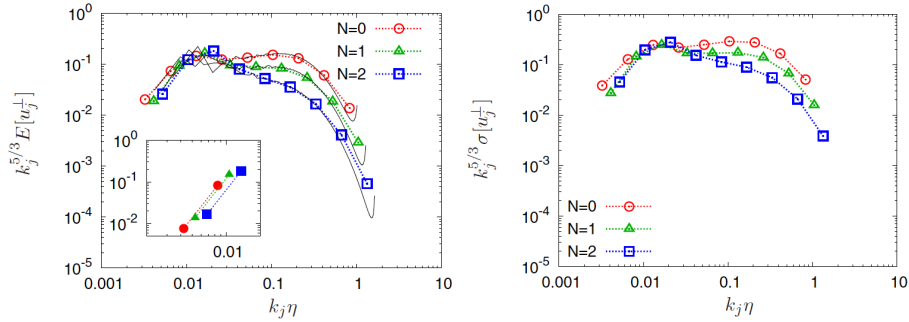 10^0
10^-1
10^-2
10^-3
10^-4
10^-5
k_j^{5/3} E[u_j^⊥]
N=0
N=1
N=2
10^0
10^-1
10^-2
0.01
0.001 0.01 0.1 1 10
k_j η
10^0
10^-1
10^-2
10^-3
10^-4
10^-5
k_j^{5/3} σ[u_j^⊥]
N=0
N=1
N=2
0.001 0.01 0.1 1 10
k_j η